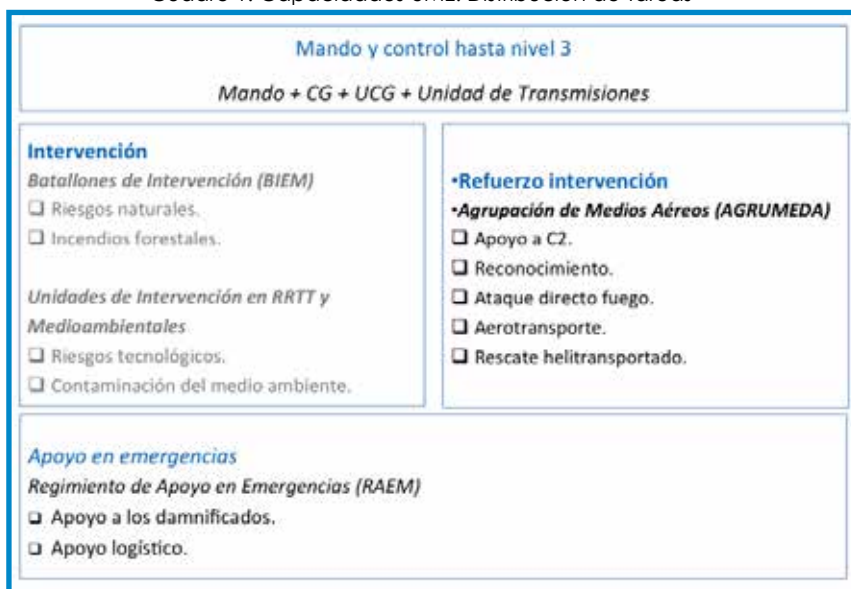 Mando y control hasta nivel 3
Mando + CG + UCG + Unidad de Transmisiones
Intervención
Batallones de Intervención (BIEM)
❑ Riesgos naturales.
❑ Incendios forestales.
Unidades de Intervención en RRTT y
Medioambientales
❑ Riesgos tecnológicos.
❑ Contaminación del medio ambiente.
•Refuerzo intervención
•Agrupación de Medios Aéreos (AGRUMEDA)
❑ Apoyo a C2.
❑ Reconocimiento.
❑ Ataque directo fuego.
❑ Aerotransporte.
❑ Rescate helitransportado.
Apoyo en emergencias
Regimiento de Apoyo en Emergencias (RAEM)
❑ Apoyo a los damnificados.
❑ Apoyo logístico.